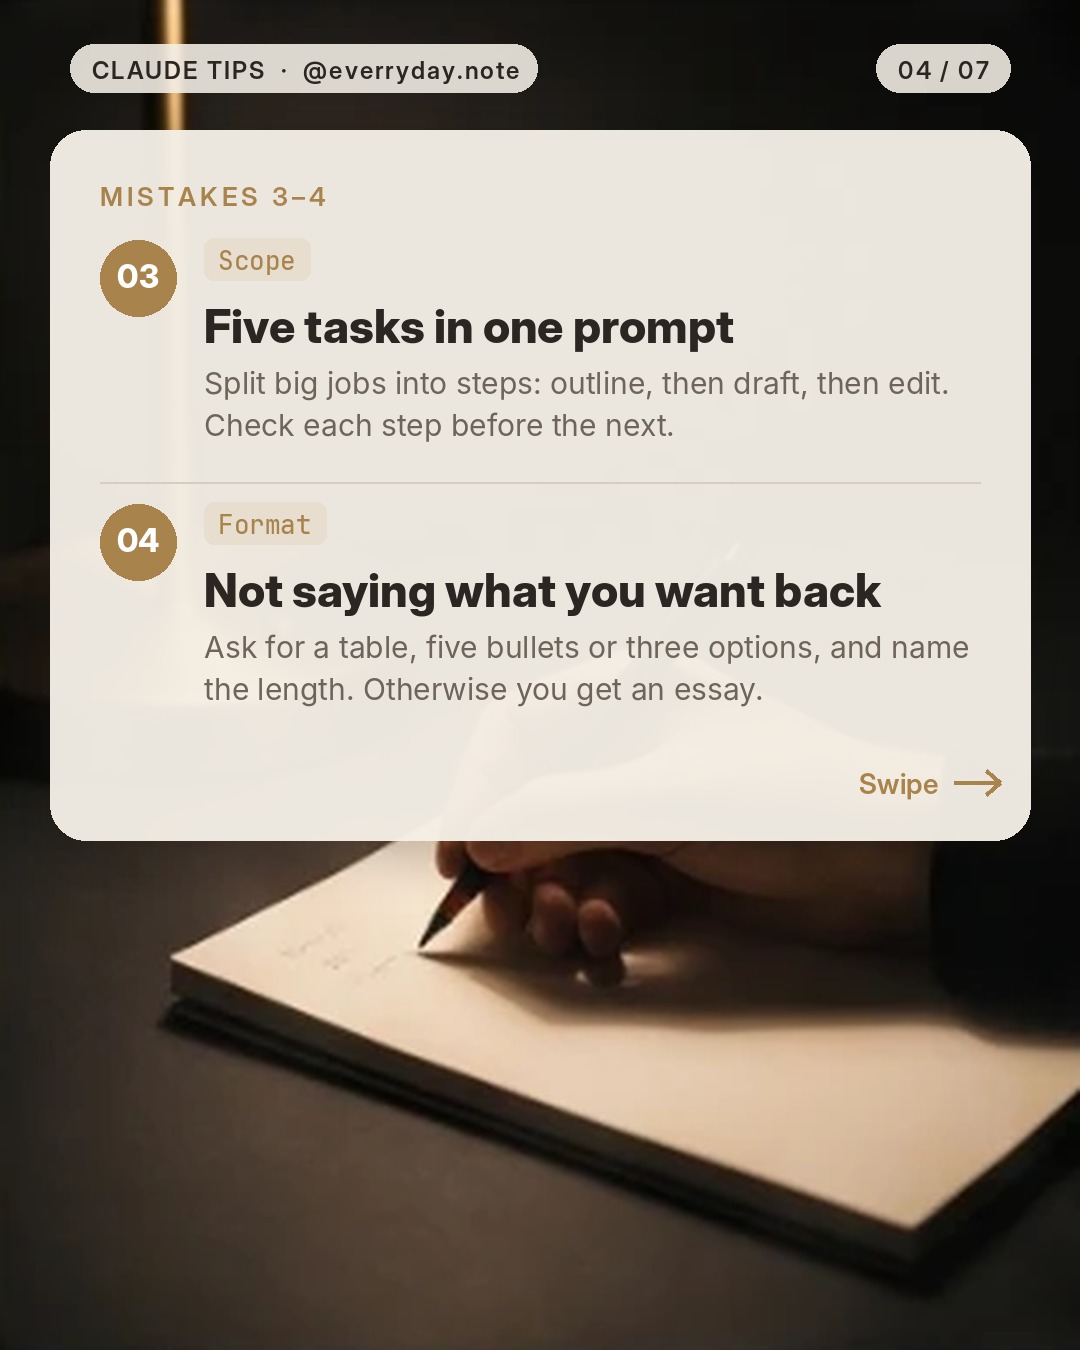 CLAUDE TIPS · @everryday.note
04 / 07
MISTAKES 3–4
03
Scope
Five tasks in one prompt
Split big jobs into steps: outline, then draft, then edit.
Check each step before the next.
04
Format
Not saying what you want back
Ask for a table, five bullets or three options, and name
the length. Otherwise you get an essay.
Swipe